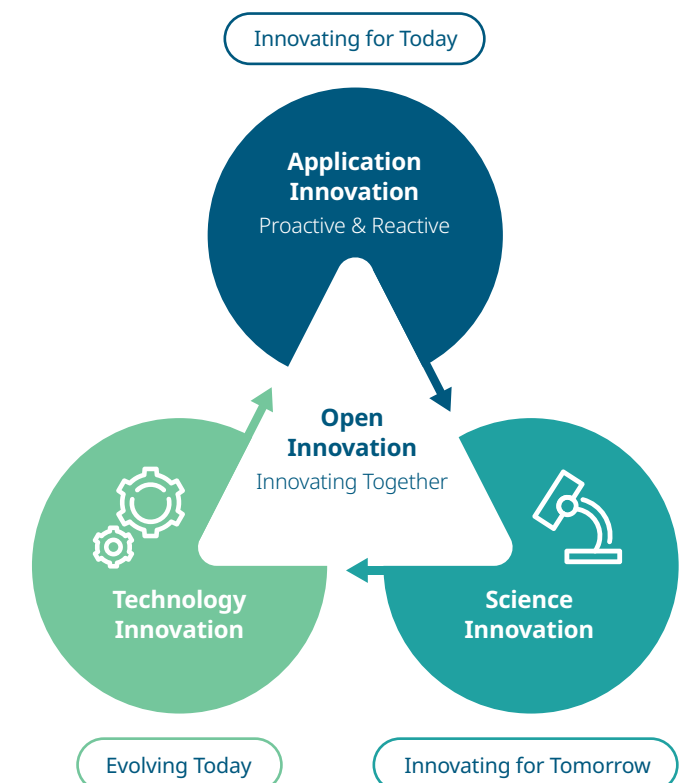 Innovating for Today
Application
Innovation
Proactive & Reactive
Open
Innovation
Innovating Together
Technology
Innovation
Science
Innovation
Evolving Today
Innovating for Tomorrow